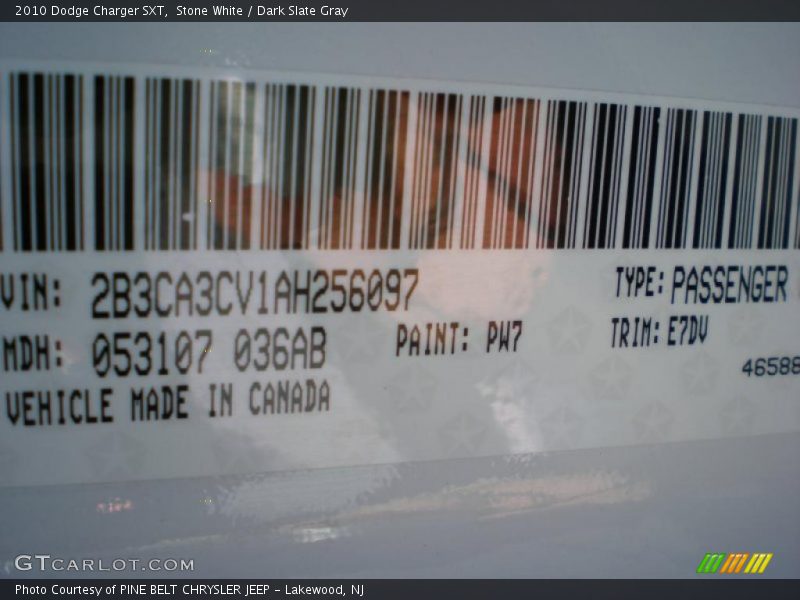 2010 Dodge Charger SXT,  Stone White / Dark Slate Gray
VIN: 2B3CA3CV1AH256097 TYPE: PASSENGER
MDH: 053107 036AB PAINT: PW7 TRIM: E7DV
46588
VEHICLE MADE IN CANADA
GTCARLOT.COM
Photo Courtesy of PINE BELT CHRYSLER JEEP - Lakewood, NJ